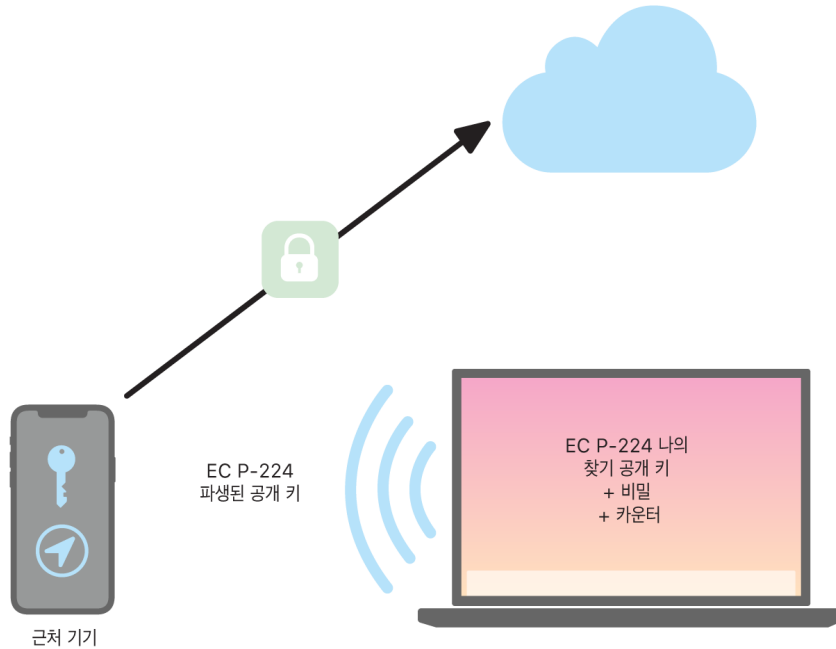 EC P-224
파생된 공개 키
EC P-224 나의
찾기 공개 키
+ 비밀
+ 카운터
근처 기기